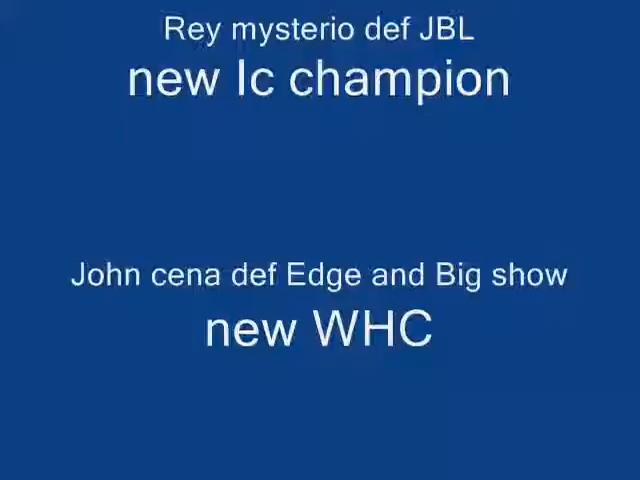 Rey mysterio def JBL
new Ic champion
John cena def Edge and Big show
new WHC